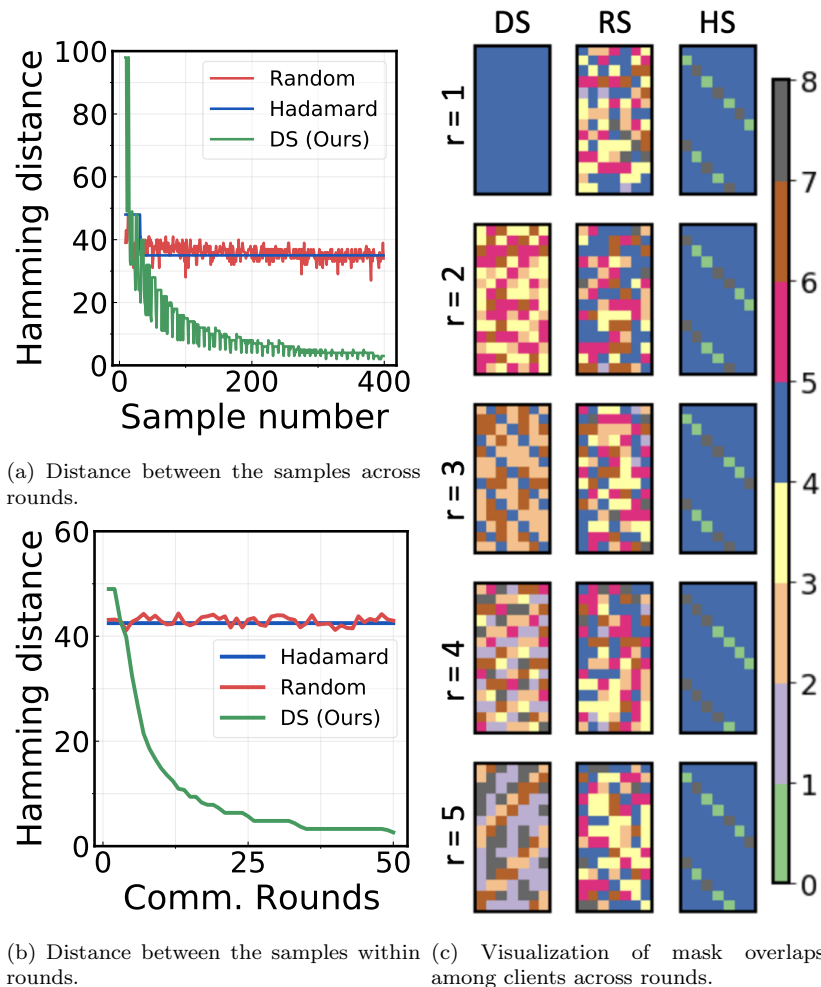 Hamming distance
100
80
60
40
20
0
Random
Hadamard
DS (Ours)
0
200
400
Sample number
(a) Distance between the samples across
rounds.
Hamming distance
60
40
20
0
Hadamard
Random
DS (Ours)
0
25
50
Comm. Rounds
(b) Distance between the samples within
rounds.
DS
RS
HS
r = 1
r = 2
r = 3
r = 4
r = 5
8
7
6
5
4
3
2
1
0
(c) Visualization of mask overlaps
among clients across rounds.